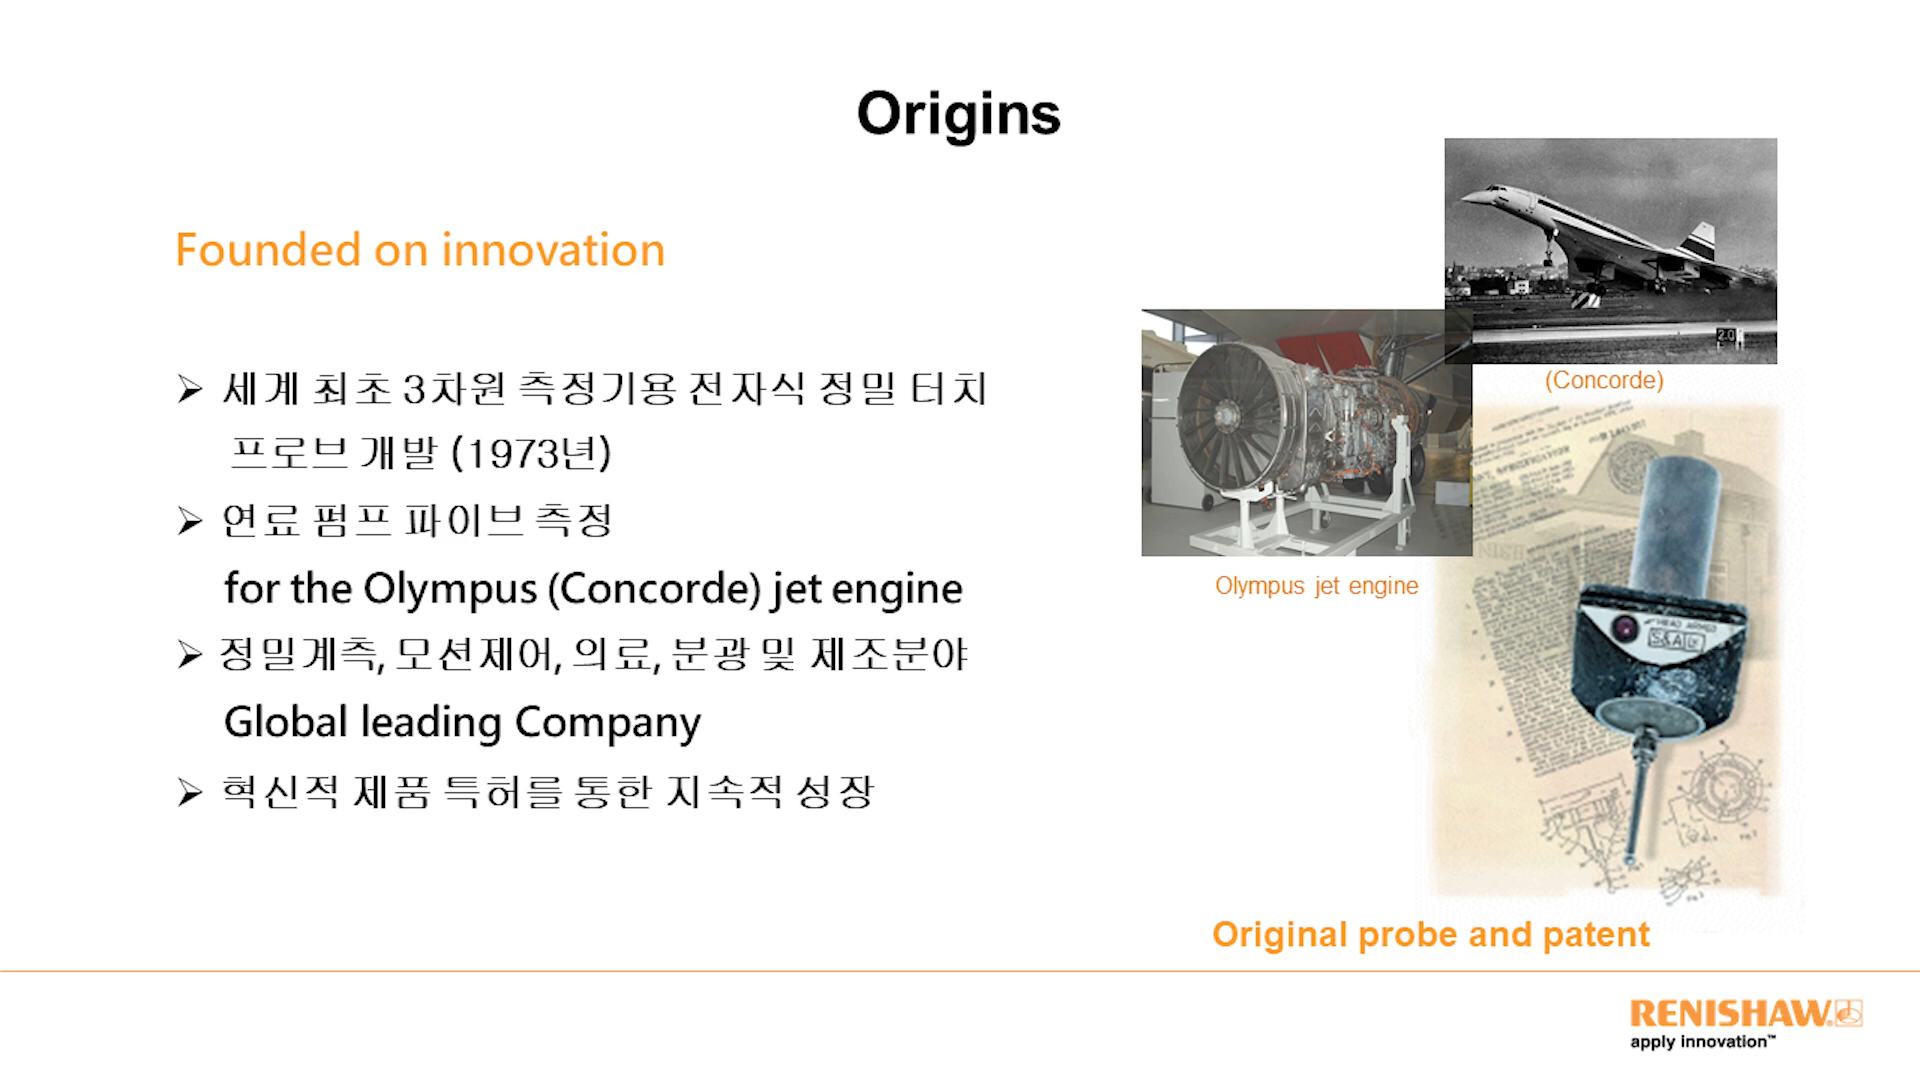 Origins
Founded on innovation
➢ 세계 최초 3차원 측정기용 전자식 정밀 터치
프로브 개발 (1973년)
➢ 연료 펌프 파이브 측정
for the Olympus (Concorde) jet engine
➢ 정밀계측, 모션제어, 의료, 분광 및 제조분야
Global leading Company
➢ 혁신적 제품 특허를 통한 지속적 성장
2.0
(Concorde)
Olympus jet engine
HEAD ARMED
S&A
Original probe and patent
RENISHAW
apply innovation™